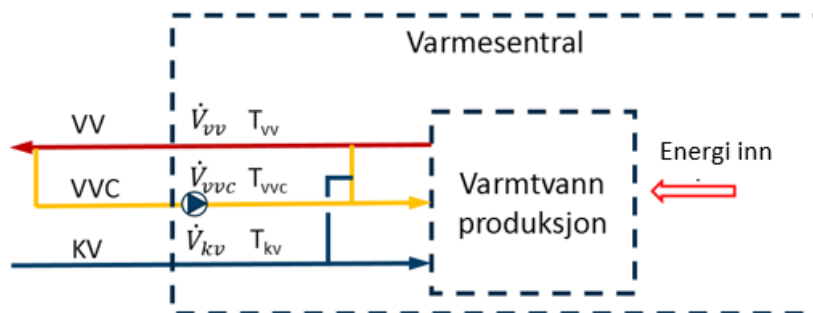 Varmesentral
VV V̇vv Tvv
VVC V̇vvc Tvvc
KV V̇kv Tkv
Varmtvann
produksjon
Energi inn